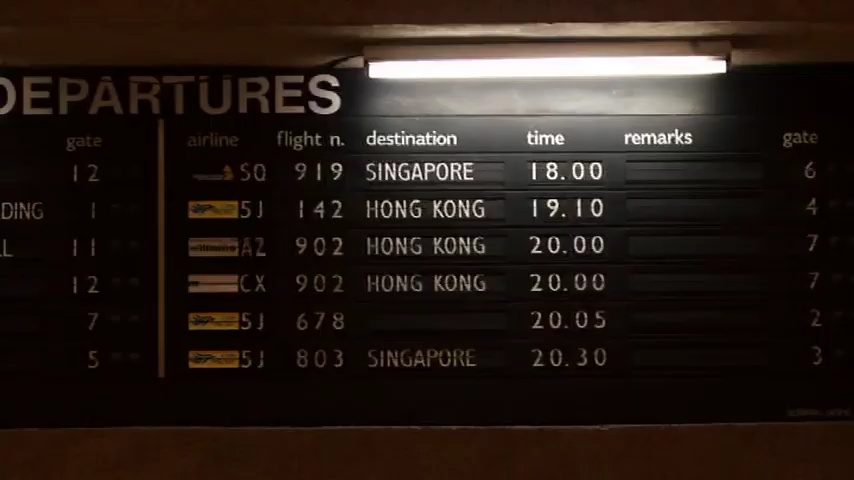 DEPARTURES
gate airline flight n. destination time remarks gate
12 SQ 919 SINGAPORE 18.00 6
DING 1 5J 142 HONG KONG 19.10 4
L 11 AZ 902 HONG KONG 20.00 7
12 CX 902 HONG KONG 20.00 7
7 5J 678 20.05 2
5 5J 803 SINGAPORE 20.30 3